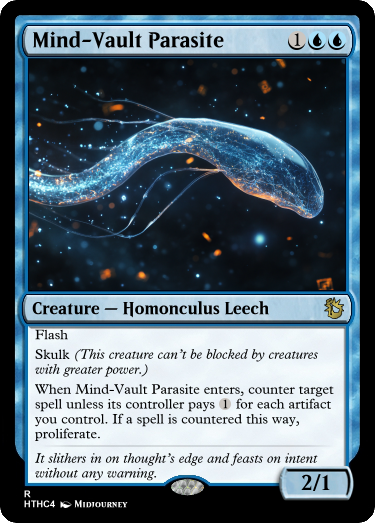 Mind-Vault Parasite 1
Creature — Homonculus Leech
Flash
Skulk (This creature can't be blocked by creatures
with greater power.)
When Mind-Vault Parasite enters, counter target
spell unless its controller pays 1 for each artifact
you control. If a spell is countered this way,
proliferate.
It slithers in on thought's edge and feasts on intent
without any warning.
2/1
R
HTHC4 Midjourney